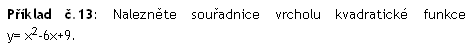 Příklad č.13: Nalezněte souřadnice vrcholu kvadratické funkce
y= x²-6x+9.